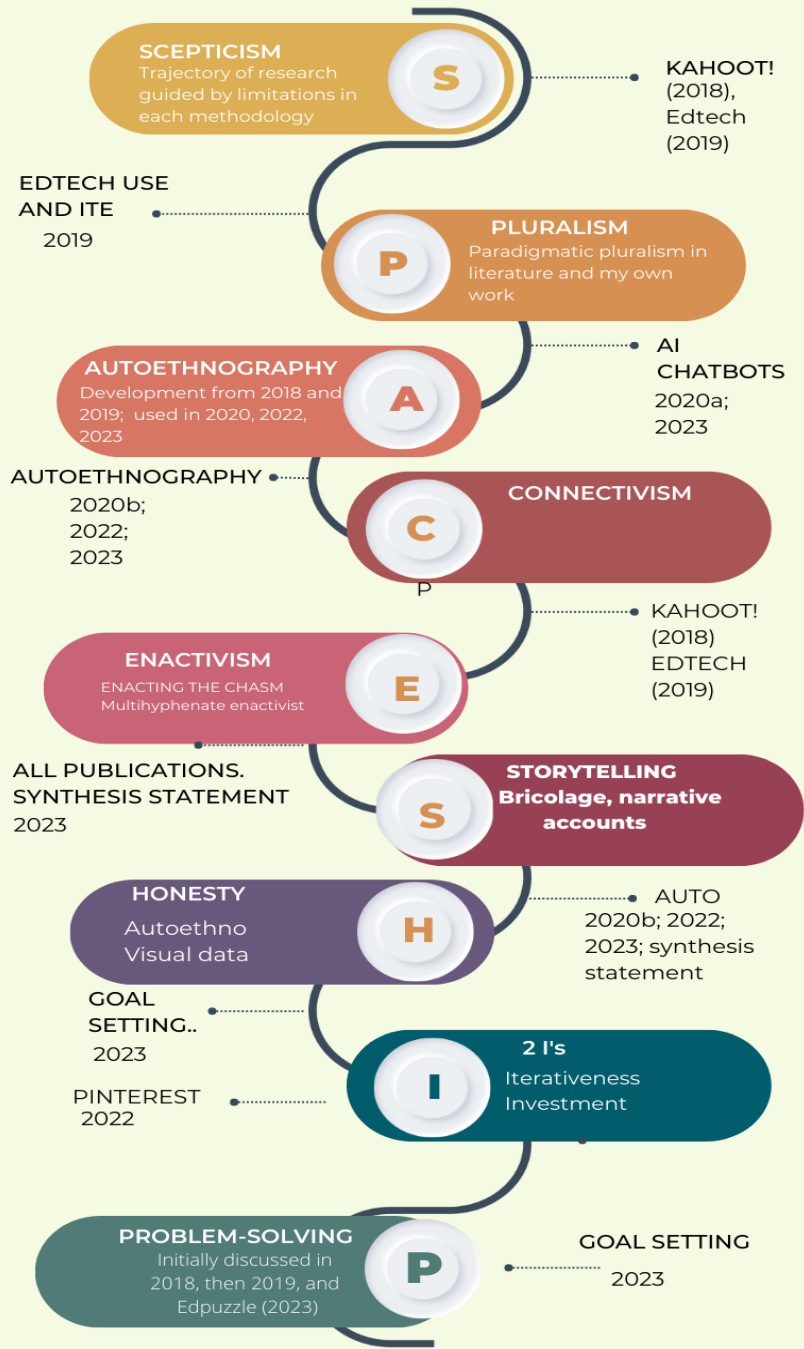 SCEPTICISM
Trajectory of research
guided by limitations in
each methodology
S
KAHOOT!
(2018),
Edtech
(2019)
EDTECH USE
AND ITE
2019
P
PLURALISM
Paradigmatic pluralism in
literature and my own
work
AI
CHATBOTS
2020a;
2023
AUTOETHNOGRAPHY
Development from 2018 and
2019; used in 2020, 2022,
2023
A
AUTOETHNOGRAPHY
2020b;
2022;
2023
C
CONNECTIVISM
P
KAHOOT!
(2018)
EDTECH
(2019)
ENACTIVISM
ENACTING THE CHASM
Multihyphenate enactivist
E
ALL PUBLICATIONS.
SYNTHESIS STATEMENT
2023
S
STORYTELLING
Bricolage, narrative
accounts
AUTO
2020b; 2022;
2023; synthesis
statement
HONESTY
Autoethno
Visual data
H
GOAL
SETTING..
2023
I
2 I's
Iterativeness
Investment
PINTEREST
2022
PROBLEM-SOLVING
Initially discussed in
2018, then 2019, and
Edpuzzle (2023)
P
GOAL SETTING
2023